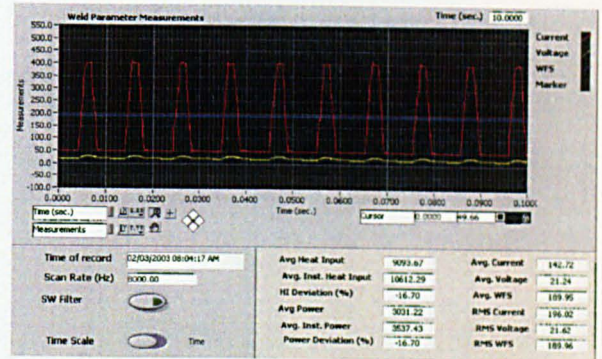 Weld Parameter Measurements
Time (sec.) 10.0000
550.0
500.0
450.0
400.0
350.0
300.0
250.0
200.0
150.0
100.0
50.0
0.0
-50.0
-100.0
Measurements
Current
Voltage
WFS
Marker
0.0000 0.0100 0.0200 0.0300 0.0400 0.0500 0.0600 0.0700 0.0800 0.0900 0.1000
Time (sec.)
Time (sec.)
Measurements
Cursor 0.0000 49.66
Time of record 02/03/2003 08:04:17 AM
Scan Rate (Hz) 8000.00
SW Filter
Time Scale Time
Avg Heat Input 9093.67
Avg. Inst. Heat Input 10612.29
HI Deviation (%) -16.70
Avg Power 3031.22
Avg. Inst. Power 3537.43
Power Deviation (%) -16.70
Avg. Current 142.72
Avg. Voltage 21.24
Avg. WFS 189.95
RMS Current 196.02
RMS Voltage 21.62
RMS WFS 189.96